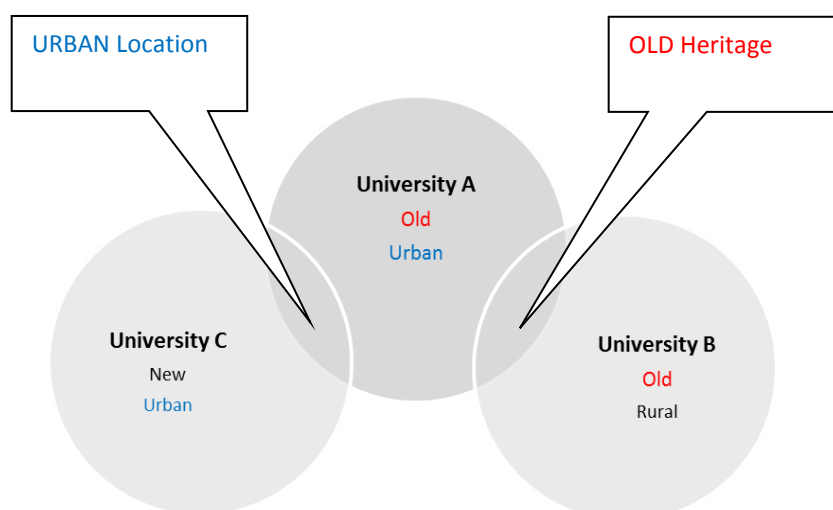 URBAN Location
OLD Heritage
University A
Old
Urban
University C
New
Urban
University B
Old
Rural